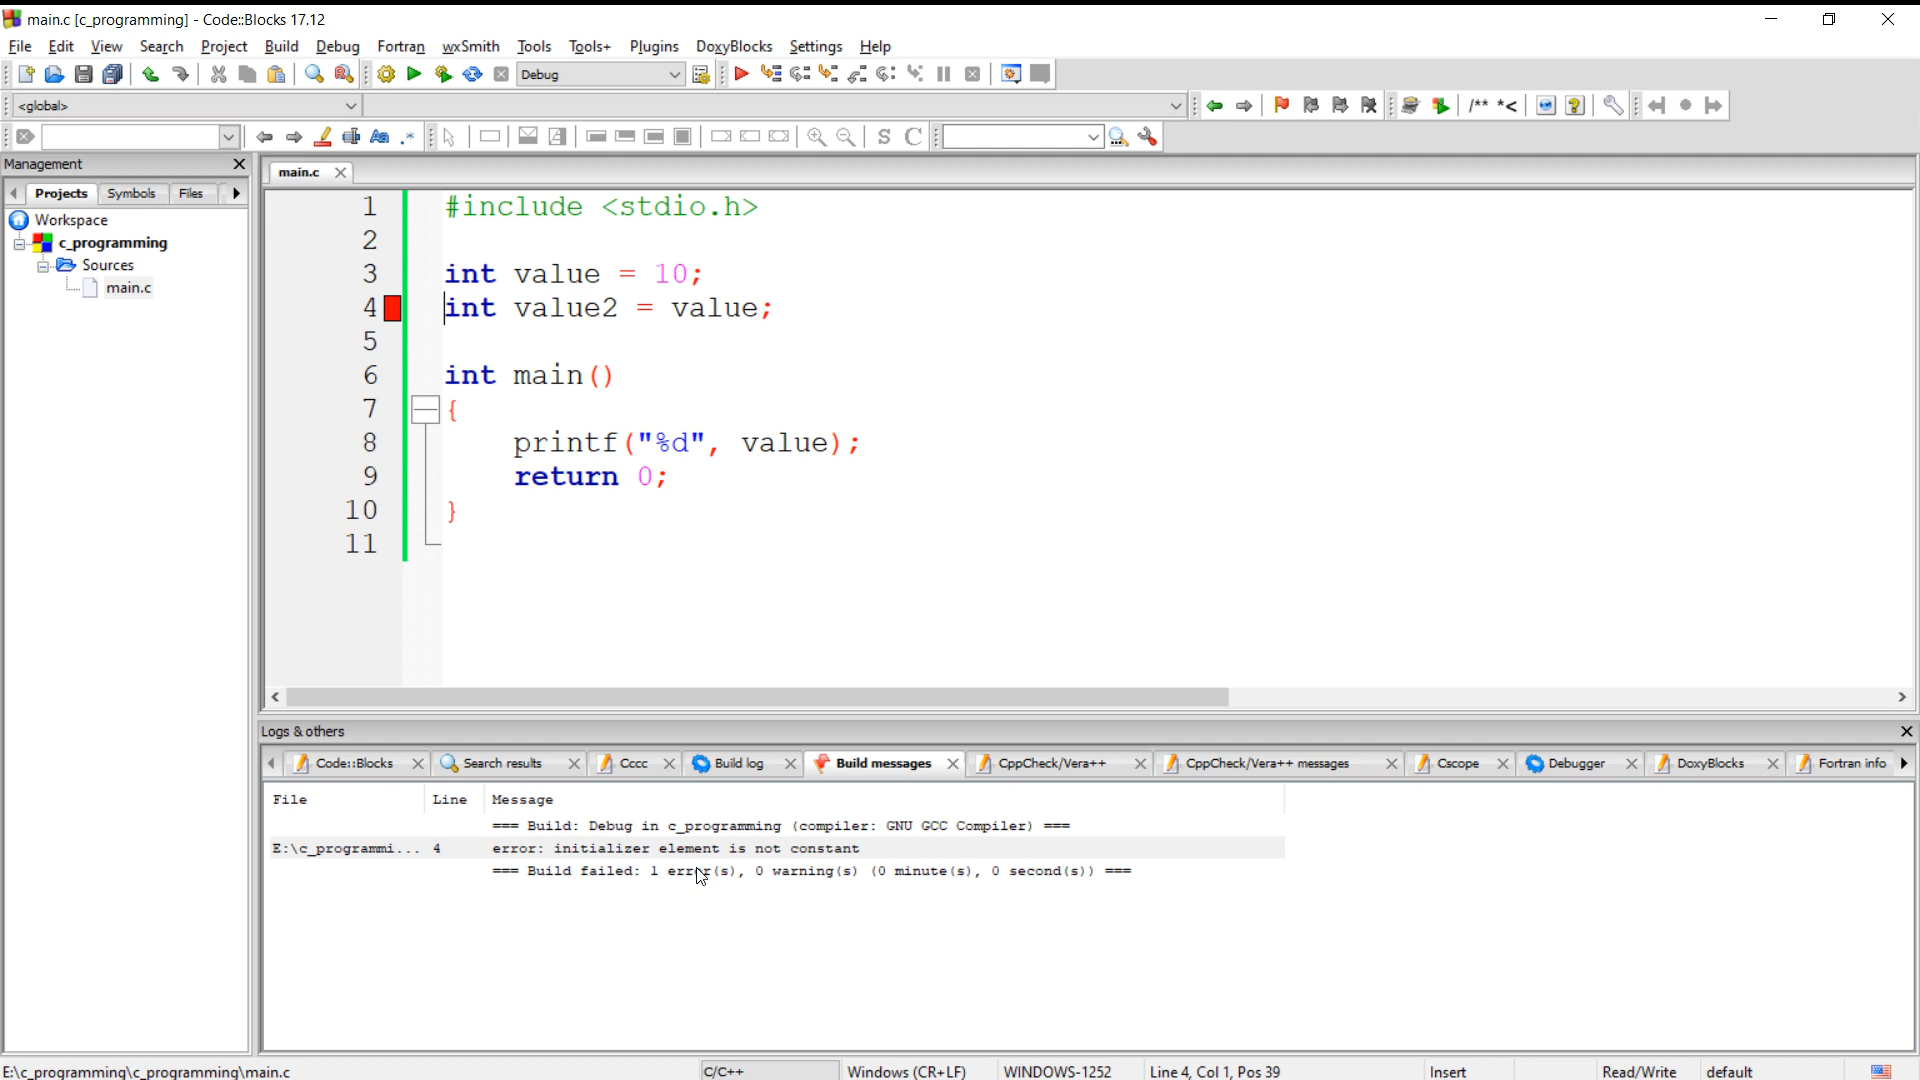 main.c [c_programming] - Code::Blocks 17.12
File Edit View Search Project Build Debug Fortran wxSmith Tools Tools+ Plugins DoxyBlocks Settings Help
Debug
<global>
/** *<
Aa .*
S C
Management
Projects Symbols Files
Workspace
c_programming
Sources
main.c
main.c
1 #include <stdio.h>
2
3 int value = 10;
4 int value2 = value;
5
6 int main()
7 {
8 printf("%d", value);
9 return 0;
10 }
11
Logs & others
Code::Blocks Search results Cccc Build log Build messages CppCheck/Vera++ CppCheck/Vera++ messages Cscope Debugger DoxyBlocks Fortran info
File Line Message
=== Build: Debug in c_programming (compiler: GNU GCC Compiler) ===
E:\c_programmi... 4 error: initializer element is not constant
=== Build failed: 1 error(s), 0 warning(s) (0 minute(s), 0 second(s)) ===
E:\c_programming\c_programming\main.c C/C++ Windows (CR+LF) WINDOWS-1252 Line 4, Col 1, Pos 39 Insert Read/Write default